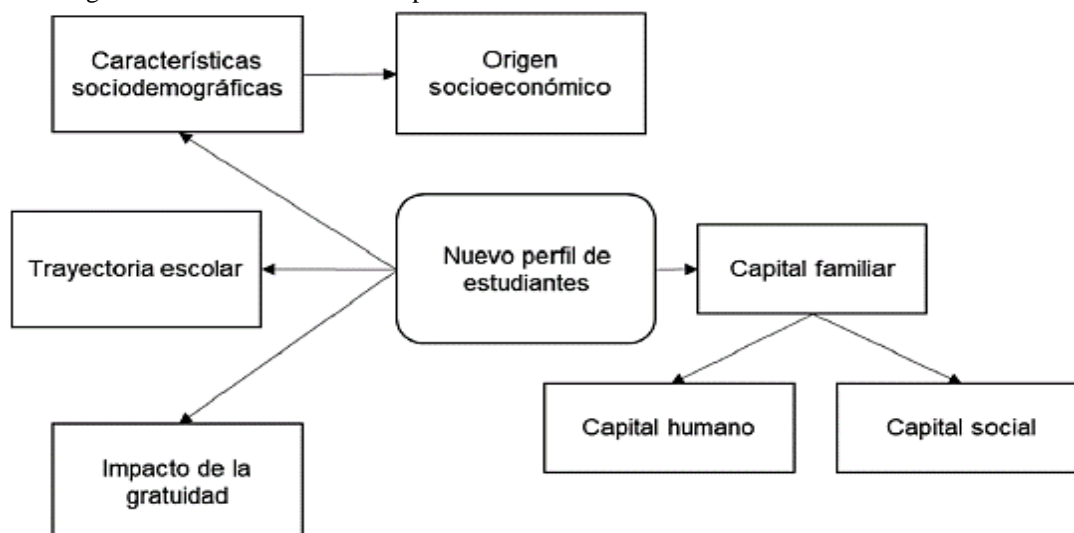 Características
sociodemográficas
Origen
socioeconómico
Nuevo perfil de
estudiantes
Trayectoria escolar
Capital familiar
Capital humano
Capital social
Impacto de la
gratuidad